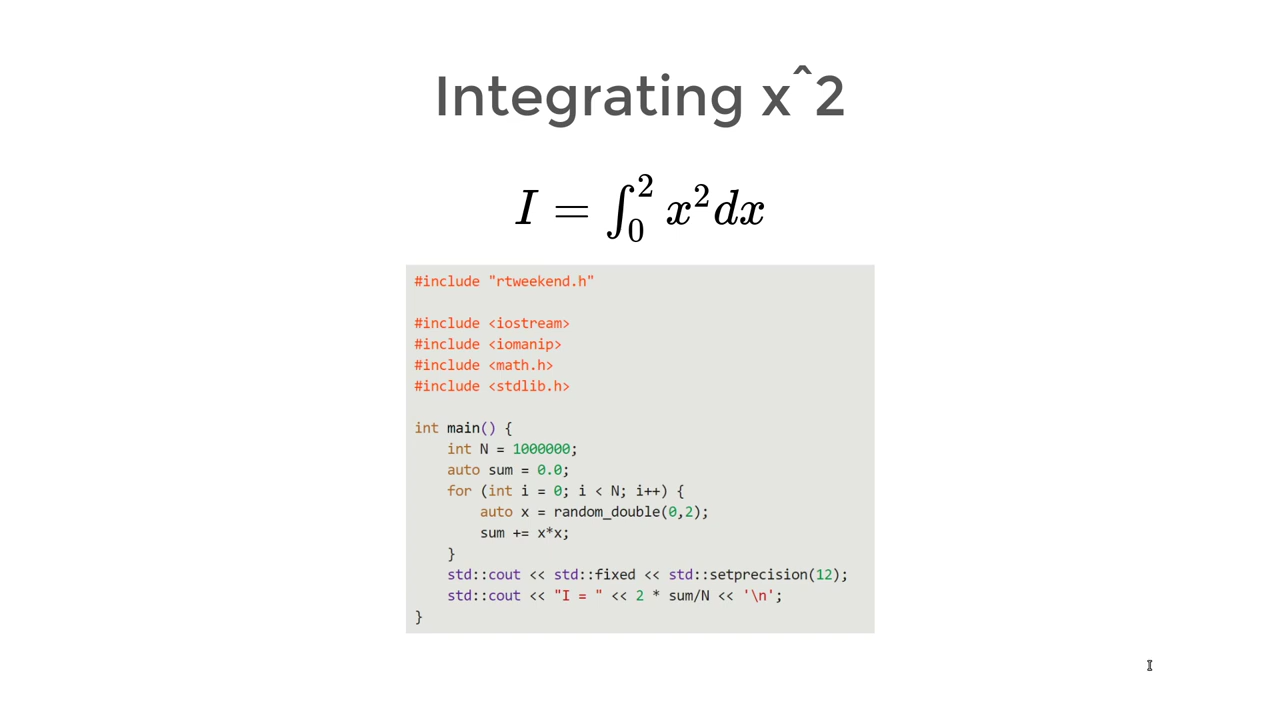 Integrating x^2
I = ∫₀² x² dx
#include "rtweekend.h"
#include <iostream>
#include <iomanip>
#include <math.h>
#include <stdlib.h>
int main() {
    int N = 1000000;
    auto sum = 0.0;
    for (int i = 0; i < N; i++) {
        auto x = random_double(0,2);
        sum += x*x;
    }
    std::cout << std::fixed << std::setprecision(12);
    std::cout << "I = " << 2 * sum/N << '\n';
}